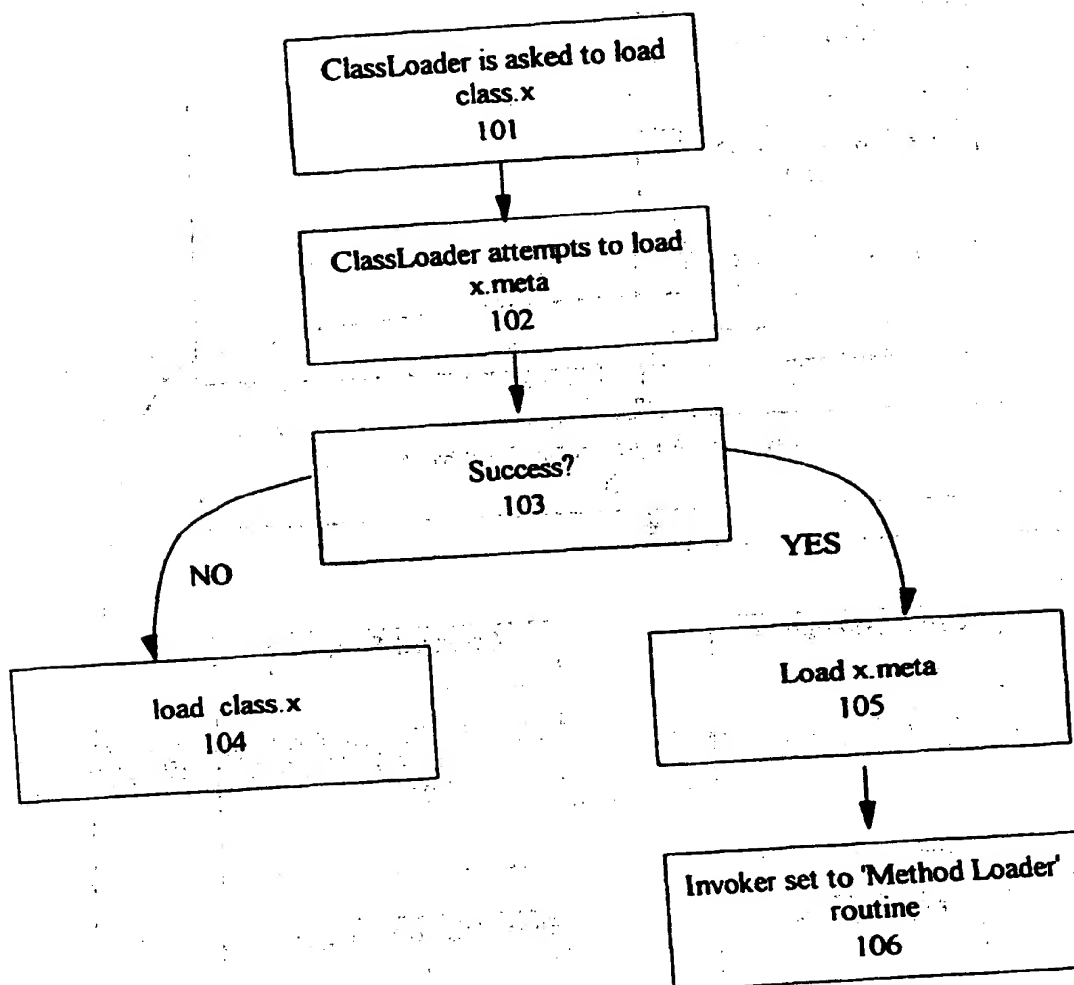 ClassLoader is asked to load
class.x
101
ClassLoader attempts to load
x.meta
102
Success?
103
NO
YES
load class.x
104
Load x.meta
105
Invoker set to 'Method Loader'
routine
106